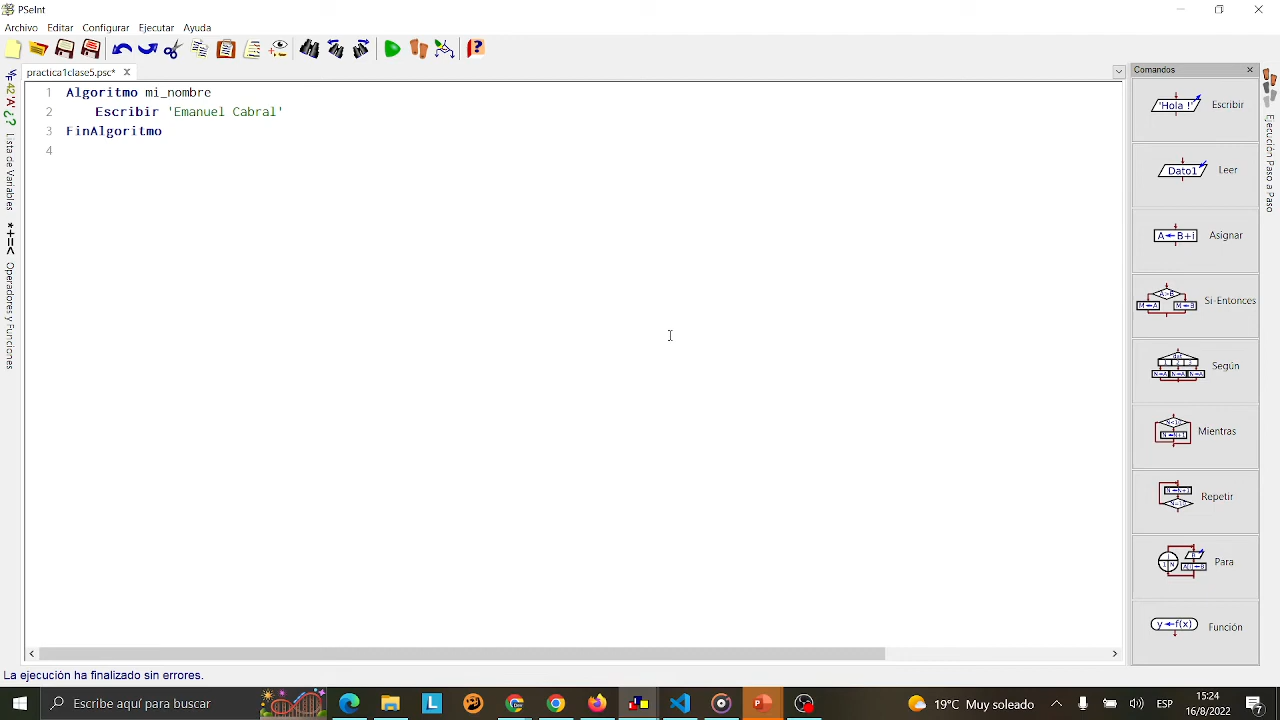 PSeInt
Archivo Editar Configurar Ejecutar Ayuda
practica1clase5.psc*
1 Algoritmo mi_nombre
2 Escribir 'Emanuel Cabral'
3 FinAlgoritmo
4
Lista de Variables
*+=< Operadores y Funciones
Comandos
'Hola !' Escribir
Dato1 Leer
A B+i Asignar
Si-Entonces
Según
Mientras
Repetir
Para
y f(x) Función
Ejecución Paso a Paso
La ejecución ha finalizado sin errores.
Escribe aquí para buscar
19°C Muy soleado
ESP
15:24
16/8/2022